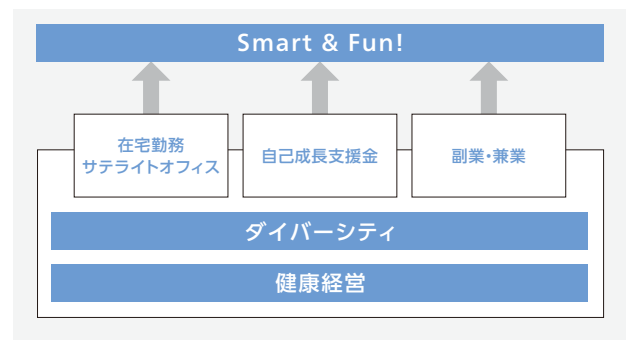 Smart & Fun!
在宅勤務
サテライトオフィス
自己成長支援金
副業・兼業
ダイバーシティ
健康経営